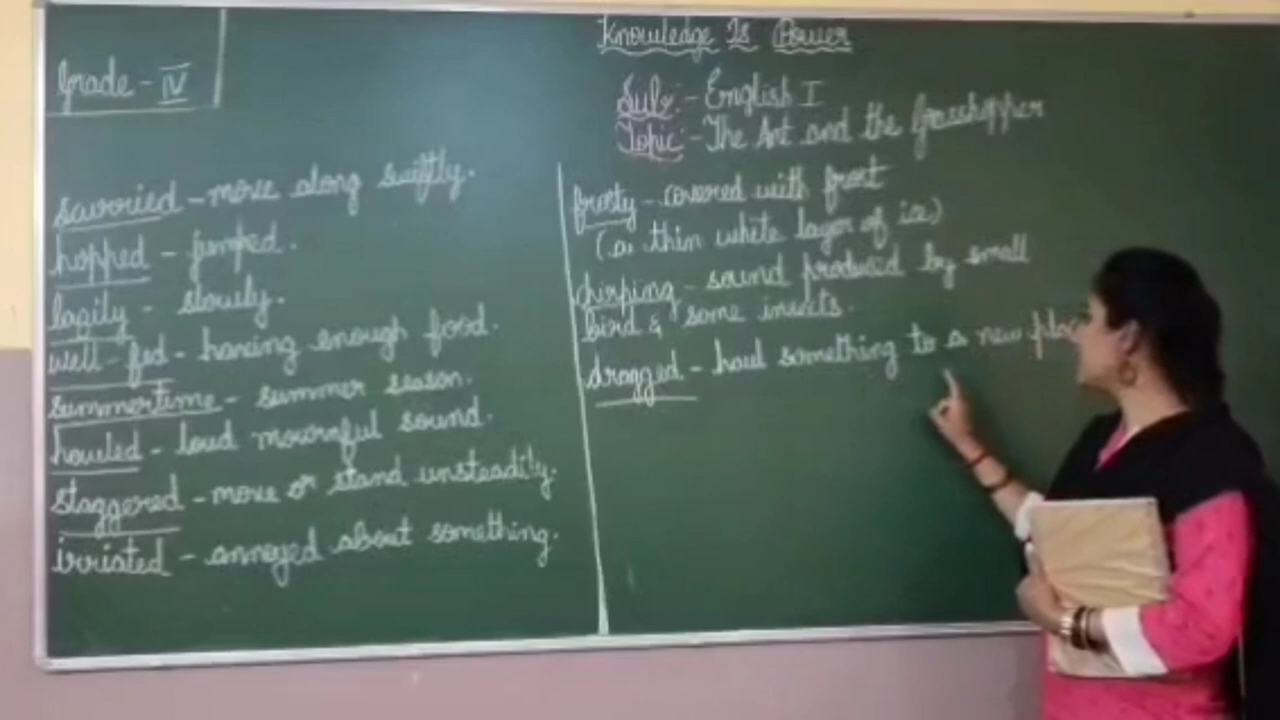 Knowledge Is Power
Grade - IV
Sub: - English I
Topic: - The Ant and the Grasshopper
scurried - move along swiftly.
hopped - jumped.
lazily - slowly.
well-fed - having enough food.
summertime - summer season.
howled - loud mournful sound.
staggered - move or stand unsteadily.
irriated - annoyed about something.
frosty - covered with frost
(a thin white layer of ice)
chirping - sound produced by small
bird & some insects.
dragged - haul something to a new